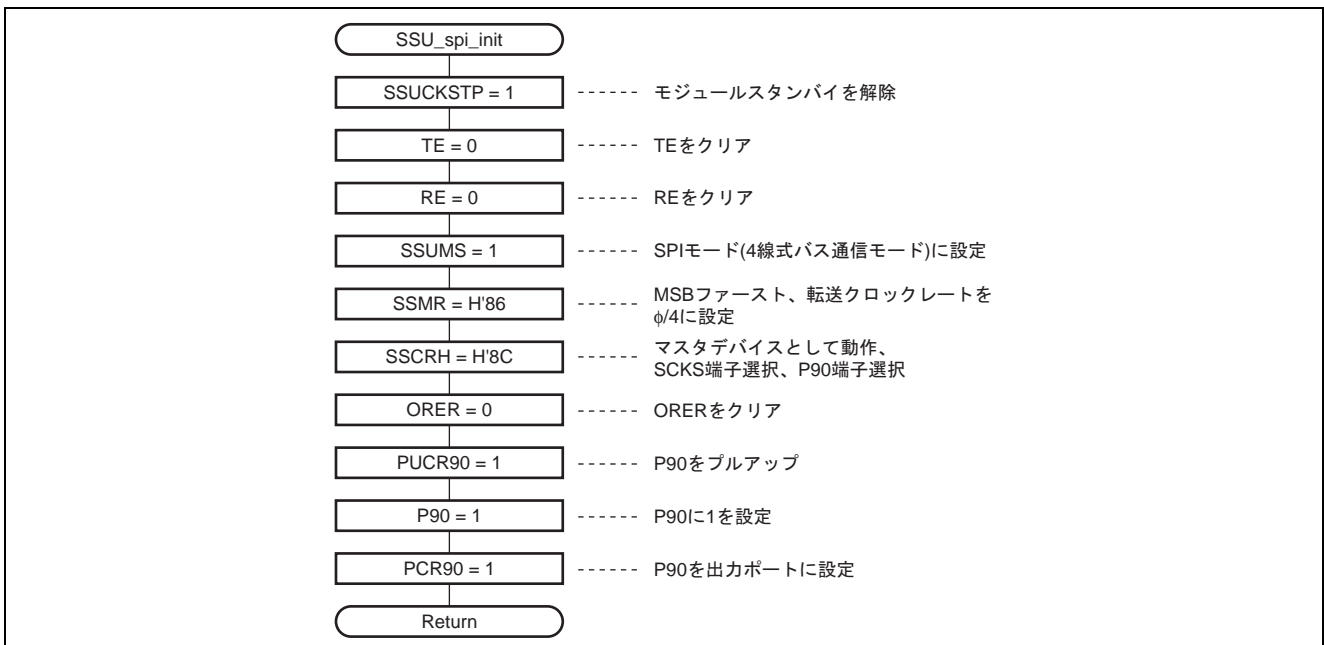 SSU_spi_init
SSUCKSTP = 1 ------ モジュールスタンバイを解除
TE = 0 ------ TEをクリア
RE = 0 ------ REをクリア
SSUMS = 1 ------ SPIモード(4線式バス通信モード)に設定
SSMR = H'86 ------ MSBファースト、転送クロックレートを
φ/4に設定
SSCRH = H'8C ------ マスタデバイスとして動作、
SCKS端子選択、P90端子選択
ORER = 0 ------ ORERをクリア
PUCR90 = 1 ------ P90をプルアップ
P90 = 1 ------ P90に1を設定
PCR90 = 1 ------ P90を出力ポートに設定
Return